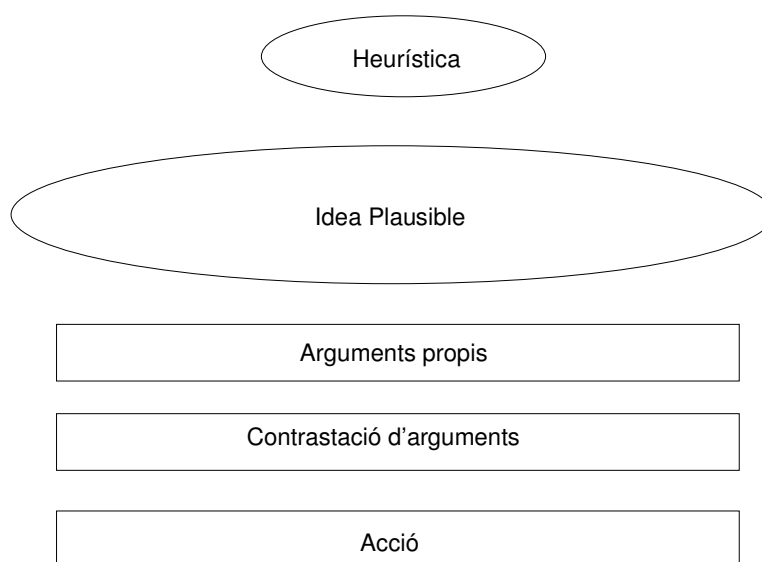 Heurística
Idea Plausible
Arguments propis
Contrastació d’arguments
Acció